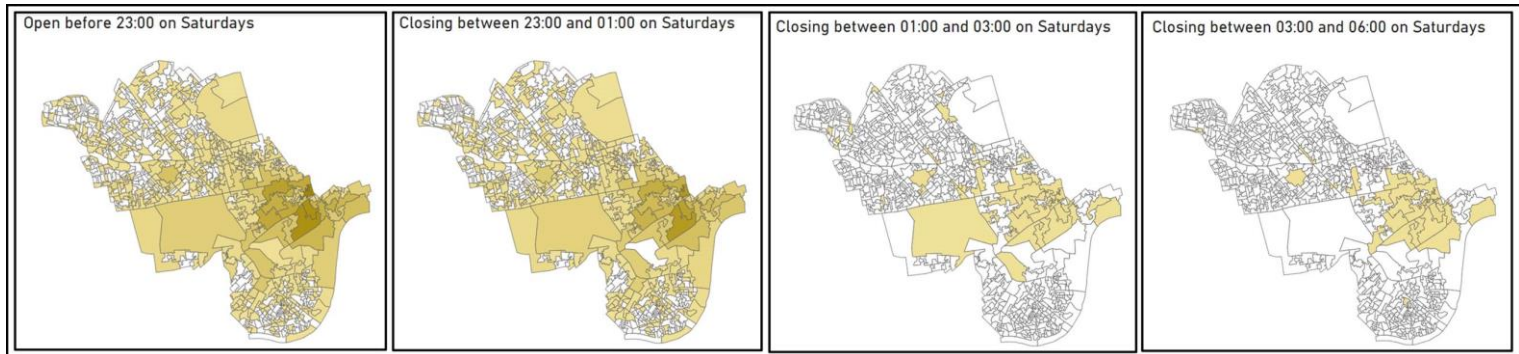 Open before 23:00 on Saturdays
Closing between 23:00 and 01:00 on Saturdays
Closing between 01:00 and 03:00 on Saturdays
Closing between 03:00 and 06:00 on Saturdays